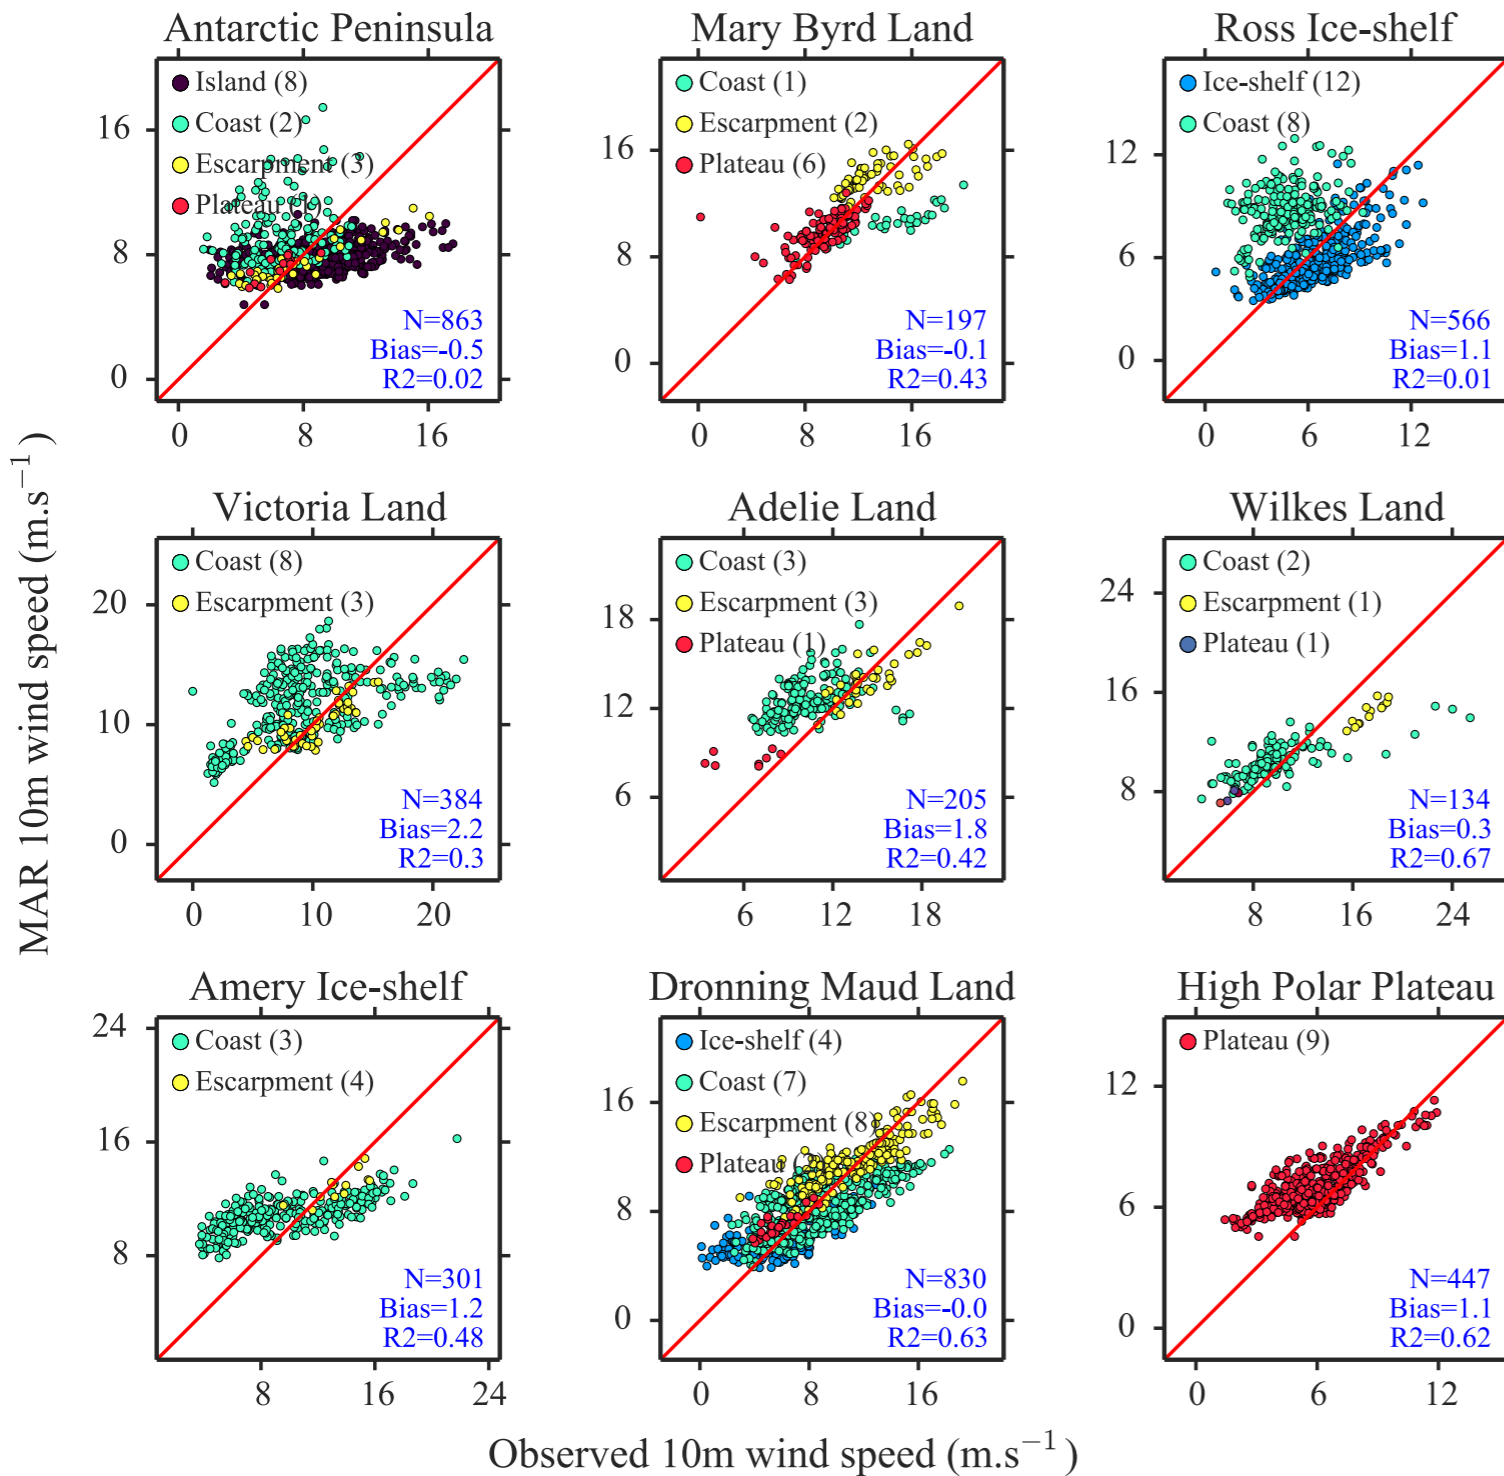 Antarctic Peninsula
Island (8)
Coast (2)
Escarpment (3)
Plateau (1)
16
8
0
N=863
Bias=-0.5
R2=0.02
0 8 16
Mary Byrd Land
Coast (1)
Escarpment (2)
Plateau (6)
16
8
0
N=197
Bias=-0.1
R2=0.43
0 8 16
Ross Ice-shelf
Ice-shelf (12)
Coast (8)
12
6
0
N=566
Bias=1.1
R2=0.01
0 6 12
MAR 10m wind speed (m.s⁻¹)
Victoria Land
Coast (8)
Escarpment (3)
20
10
0
N=384
Bias=2.2
R2=0.3
0 10 20
Adelie Land
Coast (3)
Escarpment (3)
Plateau (1)
18
12
6
N=205
Bias=1.8
R2=0.42
6 12 18
Wilkes Land
Coast (2)
Escarpment (1)
Plateau (1)
24
16
8
N=134
Bias=0.3
R2=0.67
8 16 24
Amery Ice-shelf
Coast (3)
Escarpment (4)
24
16
8
N=301
Bias=1.2
R2=0.48
8 16 24
Dronning Maud Land
Ice-shelf (4)
Coast (7)
Escarpment (8)
Plateau
16
8
0
N=830
Bias=-0.0
R2=0.63
0 8 16
High Polar Plateau
Plateau (9)
12
6
0
N=447
Bias=1.1
R2=0.62
0 6 12
Observed 10m wind speed (m.s⁻¹)